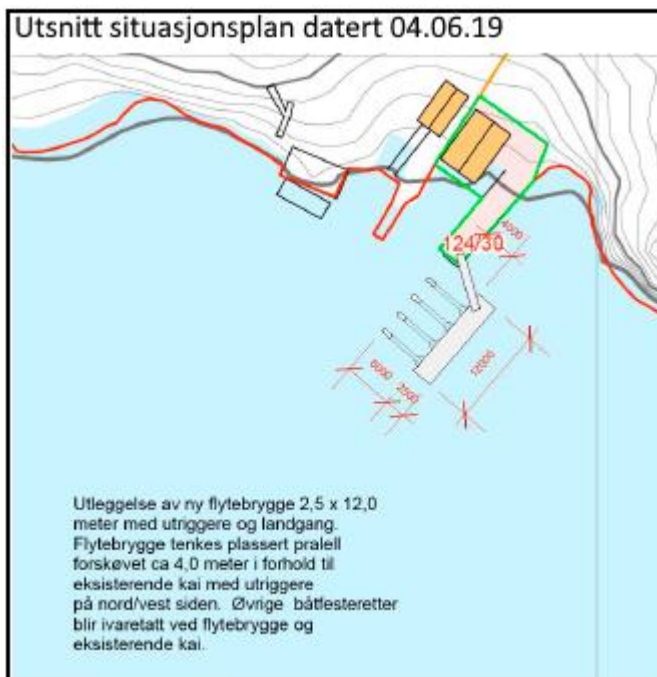 Utsnitt situasjonsplan datert 04.06.19
4000
124/30
6000
2500
12000
Utleggelse av ny flytebrygge 2,5 x 12,0
meter med utriggere og landgang.
Flytebrygge tenkes plassert pralell
forskøvet ca 4,0 meter i forhold til
eksisterende kai med utriggere
på nord/vest siden. Øvrige båtfesteretter
blir ivaretatt ved flytebrygge og
eksisterende kai.